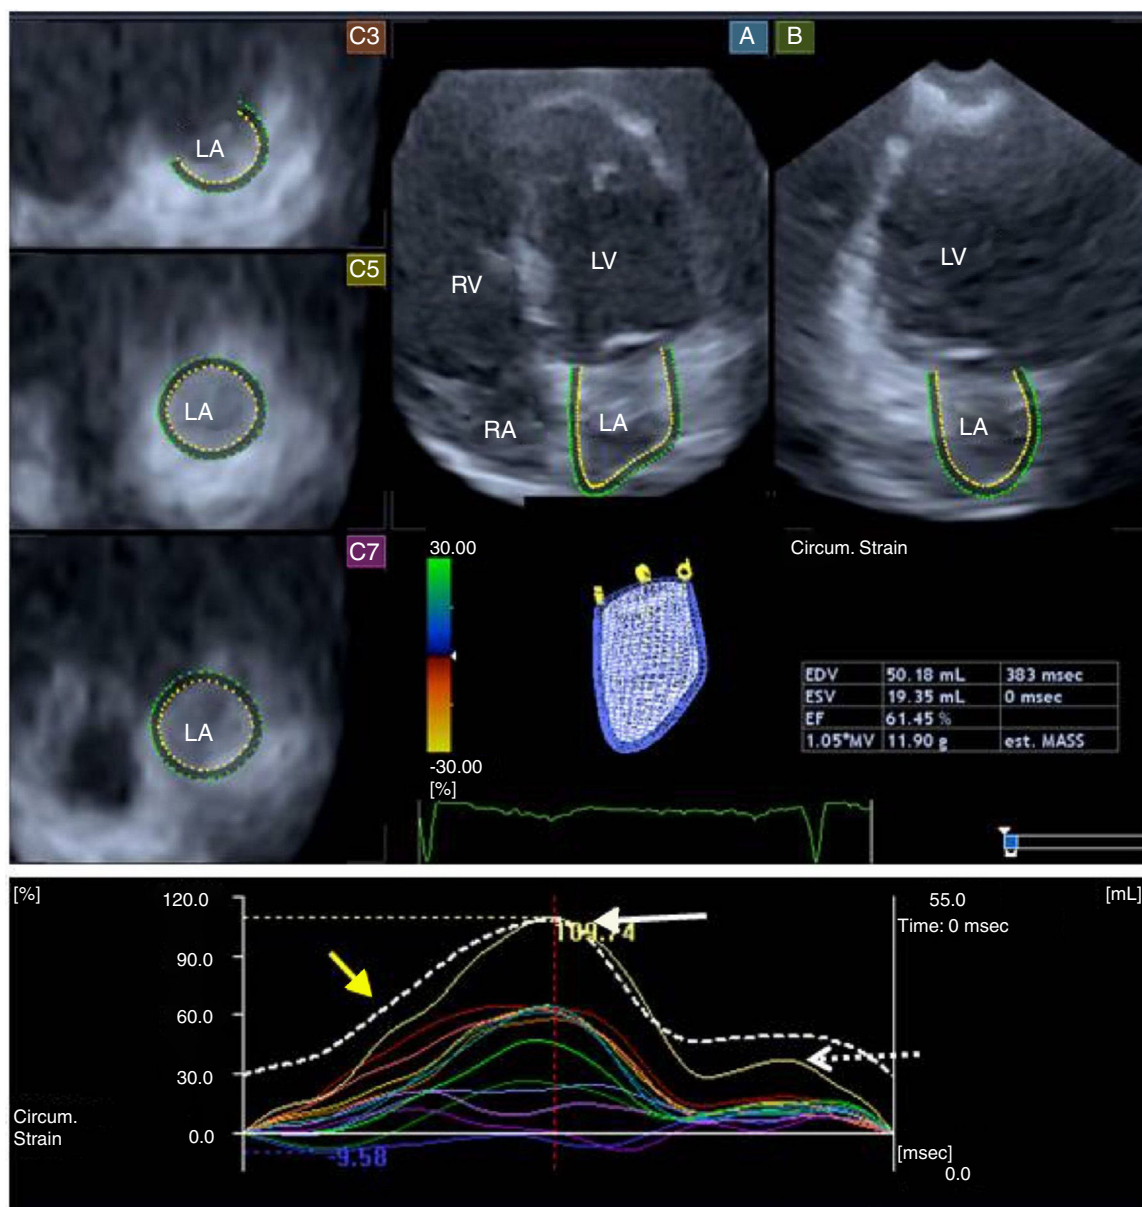 C3
A
B
LA
LV
LV
RV
C5
LA
RA
LA
LA
C7
30.00
Circum. Strain
LA
EDV 50.18 mL 383 msec
ESV 19.35 mL 0 msec
EF 61.45 %
1.05*MV 11.90 g est. MASS
-30.00
[%]
[%]
120.0
55.0
[mL]
Time: 0 msec
109.74
90.0
60.0
30.0
Circum.
Strain
0.0
-9.58
[msec]
0.0